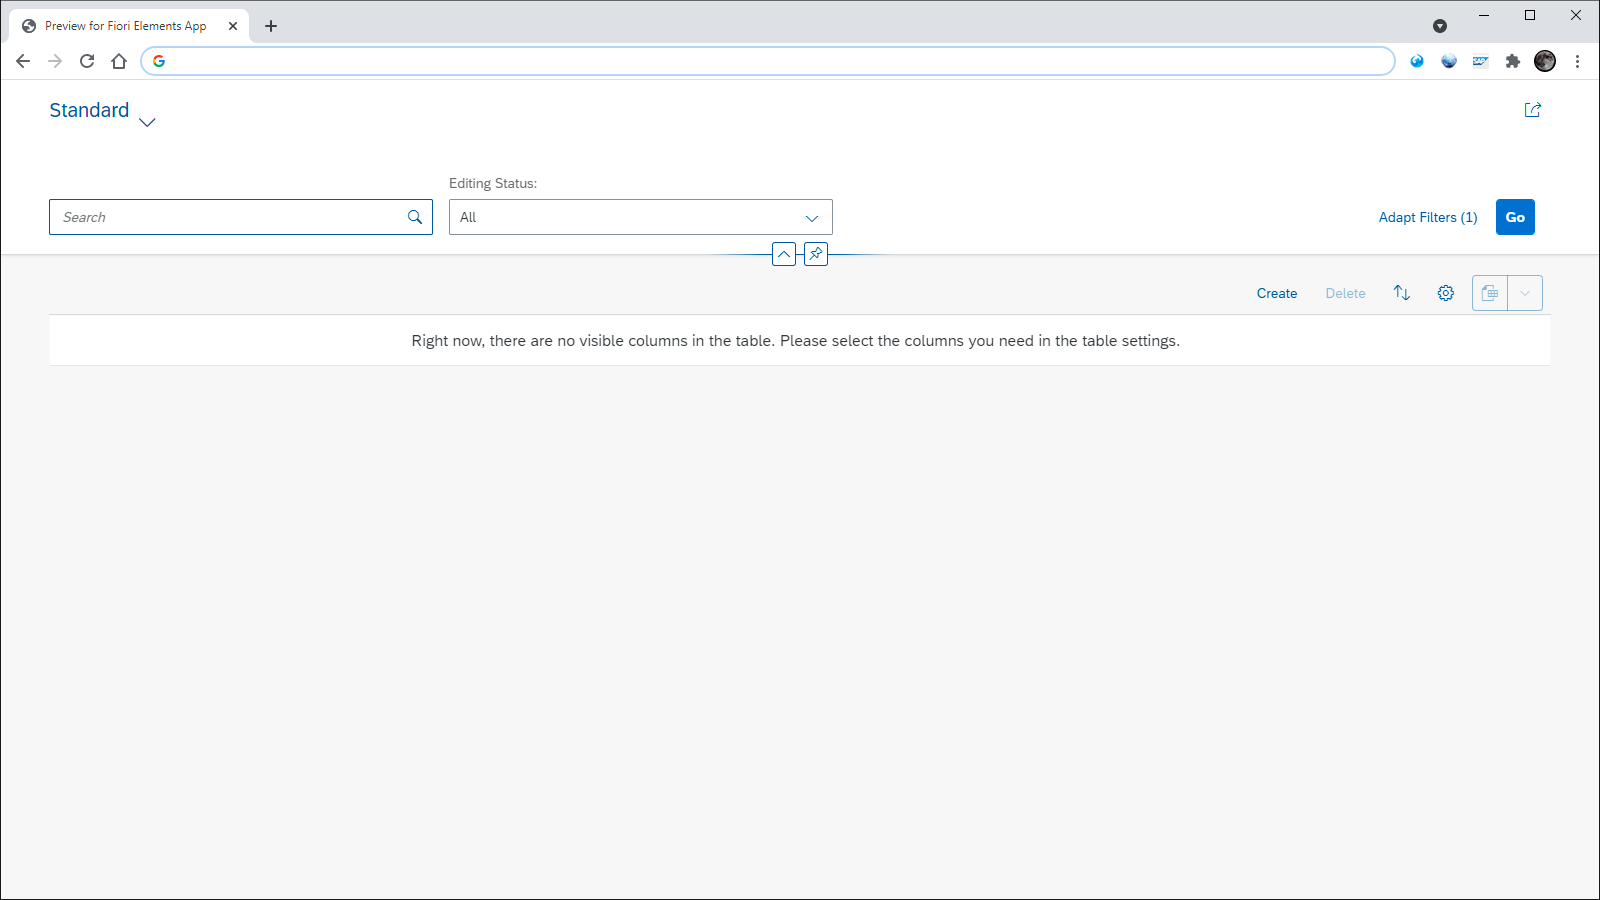 Preview for Fiori Elements App
SAP
Standard
Editing Status:
Search
All
Adapt Filters (1)
Go
Create
Delete
Right now, there are no visible columns in the table. Please select the columns you need in the table settings.